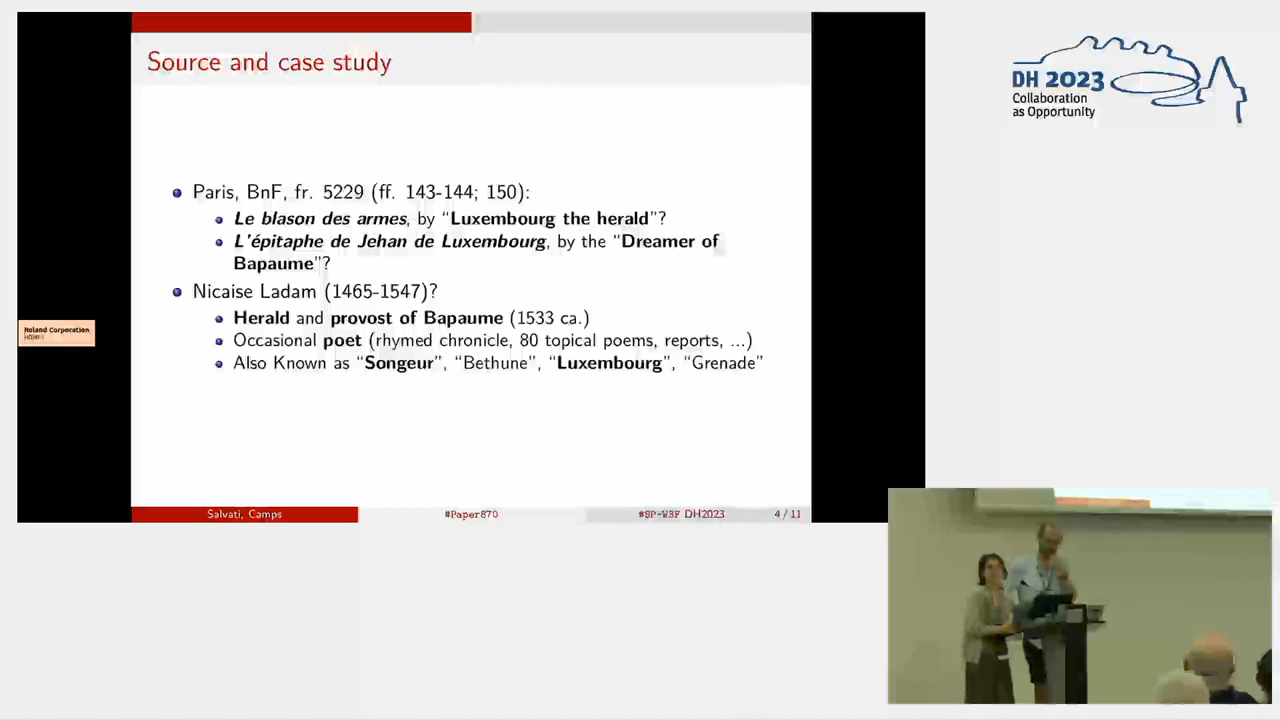 Source and case study
Paris, BnF, fr. 5229 (ff. 143-144; 150):
Le blason des armes, by “Luxembourg the herald”?
L'épitaphe de Jehan de Luxembourg, by the “Dreamer of
Bapaume”?
Nicaise Ladam (1465-1547)?
Herald and provost of Bapaume (1533 ca.)
Occasional poet (rhymed chronicle, 80 topical poems, reports, ...)
Also Known as “Songeur”, “Bethune”, “Luxembourg”, “Grenade”
Salvati, Camps
#Paper870
#SP-W3F DH2023
4 / 11
Roland Corporation
HDMI-1
DH 2023
Collaboration
as Opportunity